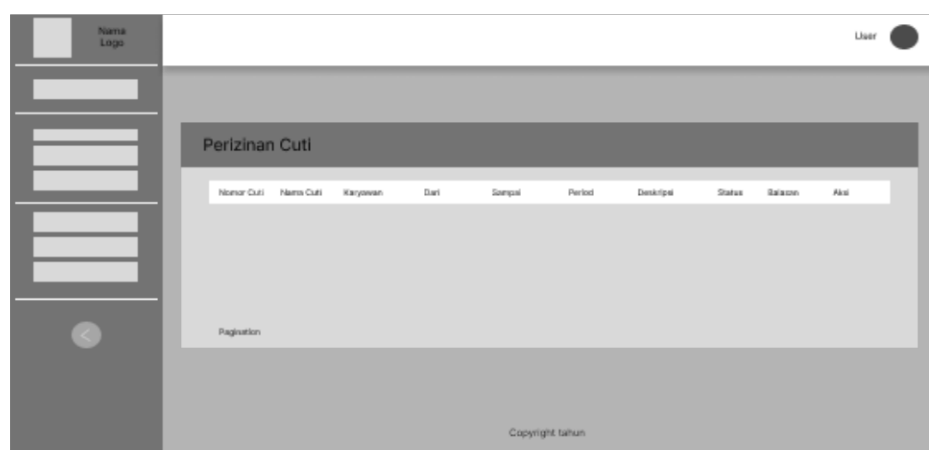 Nama
Logo
User
Perizinan Cuti
Nomor Cuti Nama Cuti Karyawan Dari Sampai Period Deskripsi Status Balasan Aksi
Pagination
Copyright tahun